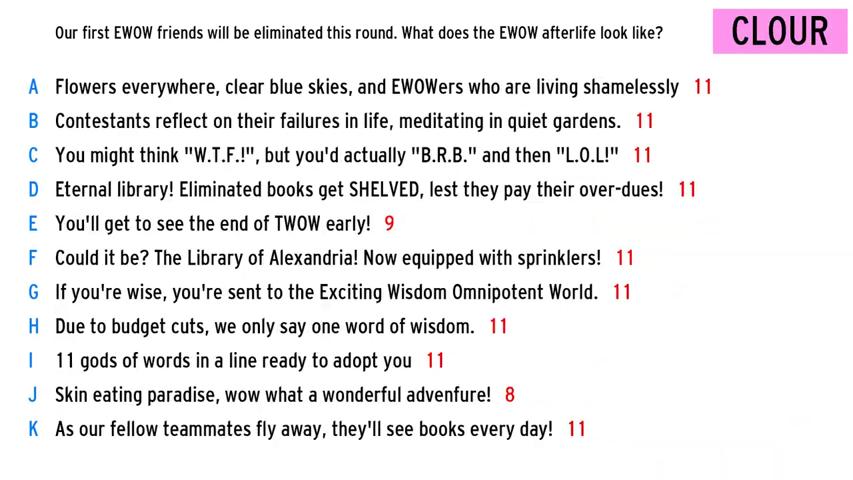 Our first EWOW friends will be eliminated this round. What does the EWOW afterlife look like?
CLOUR
A Flowers everywhere, clear blue skies, and EWOWers who are living shamelessly 11
B Contestants reflect on their failures in life, meditating in quiet gardens. 11
C You might think "W.T.F.!", but you'd actually "B.R.B." and then "L.O.L!" 11
D Eternal library! Eliminated books get SHELVED, lest they pay their over-dues! 11
E You'll get to see the end of TWOW early! 9
F Could it be? The Library of Alexandria! Now equipped with sprinklers! 11
G If you're wise, you're sent to the Exciting Wisdom Omnipotent World. 11
H Due to budget cuts, we only say one word of wisdom. 11
I 11 gods of words in a line ready to adopt you 11
J Skin eating paradise, wow what a wonderful advenfure! 8
K As our fellow teammates fly away, they'll see books every day! 11